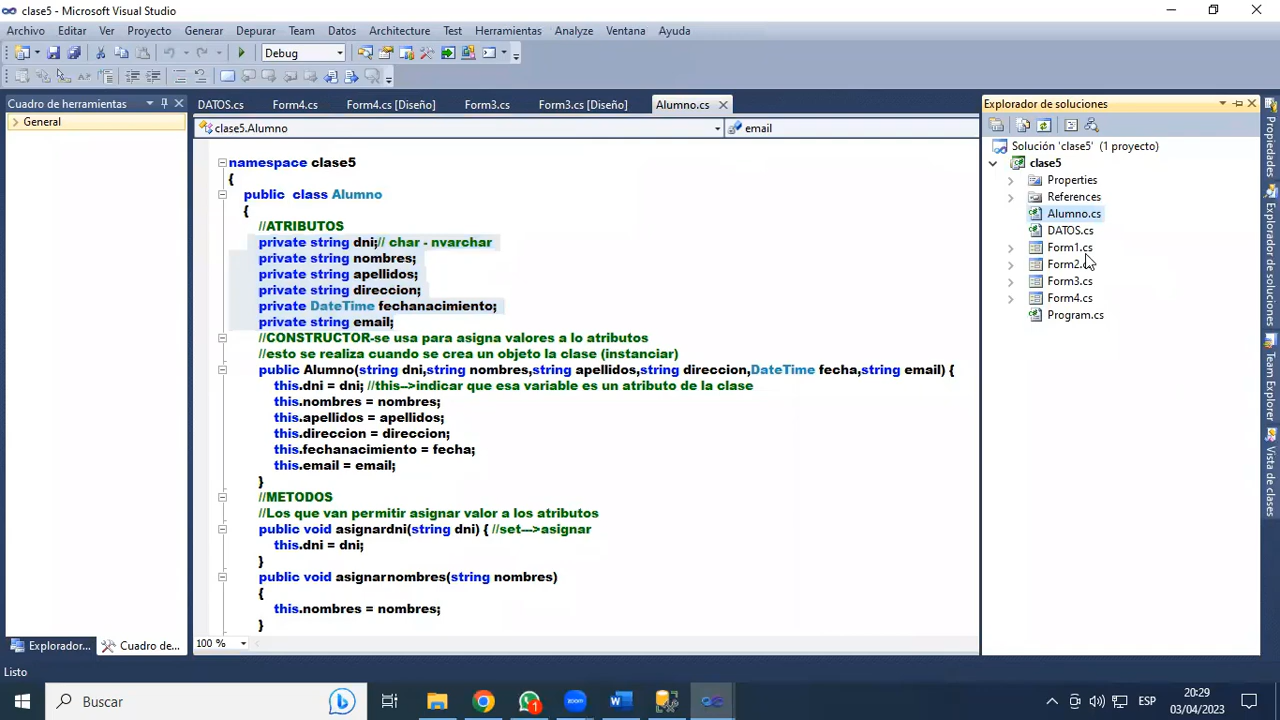 clase5 - Microsoft Visual Studio
Archivo Editar Ver Proyecto Generar Depurar Team Datos Architecture Test Herramientas Analyze Ventana Ayuda
Debug
Cuadro de herramientas
General
DATOS.cs Form4.cs Form4.cs [Diseño] Form3.cs Form3.cs [Diseño] Alumno.cs
clase5.Alumno email
namespace clase5
{
public class Alumno
{
//ATRIBUTOS
private string dni;// char - nvarchar
private string nombres;
private string apellidos;
private string direccion;
private DateTime fechanacimiento;
private string email;
//CONSTRUCTOR-se usa para asigna valores a lo atributos
//esto se realiza cuando se crea un objeto la clase (instanciar)
public Alumno(string dni,string nombres,string apellidos,string direccion,DateTime fecha,string email) {
this.dni = dni; //this-->indicar que esa variable es un atributo de la clase
this.nombres = nombres;
this.apellidos = apellidos;
this.direccion = direccion;
this.fechanacimiento = fecha;
this.email = email;
}
//METODOS
//Los que van permitir asignar valor a los atributos
public void asignardni(string dni) { //set--->asignar
this.dni = dni;
}
public void asignarnombres(string nombres)
{
this.nombres = nombres;
}
100 %
Explorador... Cuadro de...
Explorador de soluciones
Solución 'clase5' (1 proyecto)
clase5
Properties
References
Alumno.cs
DATOS.cs
Form1.cs
Form2.cs
Form3.cs
Form4.cs
Program.cs
Propiedades
Explorador de soluciones
Team Explorer
Vista de clases
Listo
Buscar
1
zoom
ESP
20:29
03/04/2023